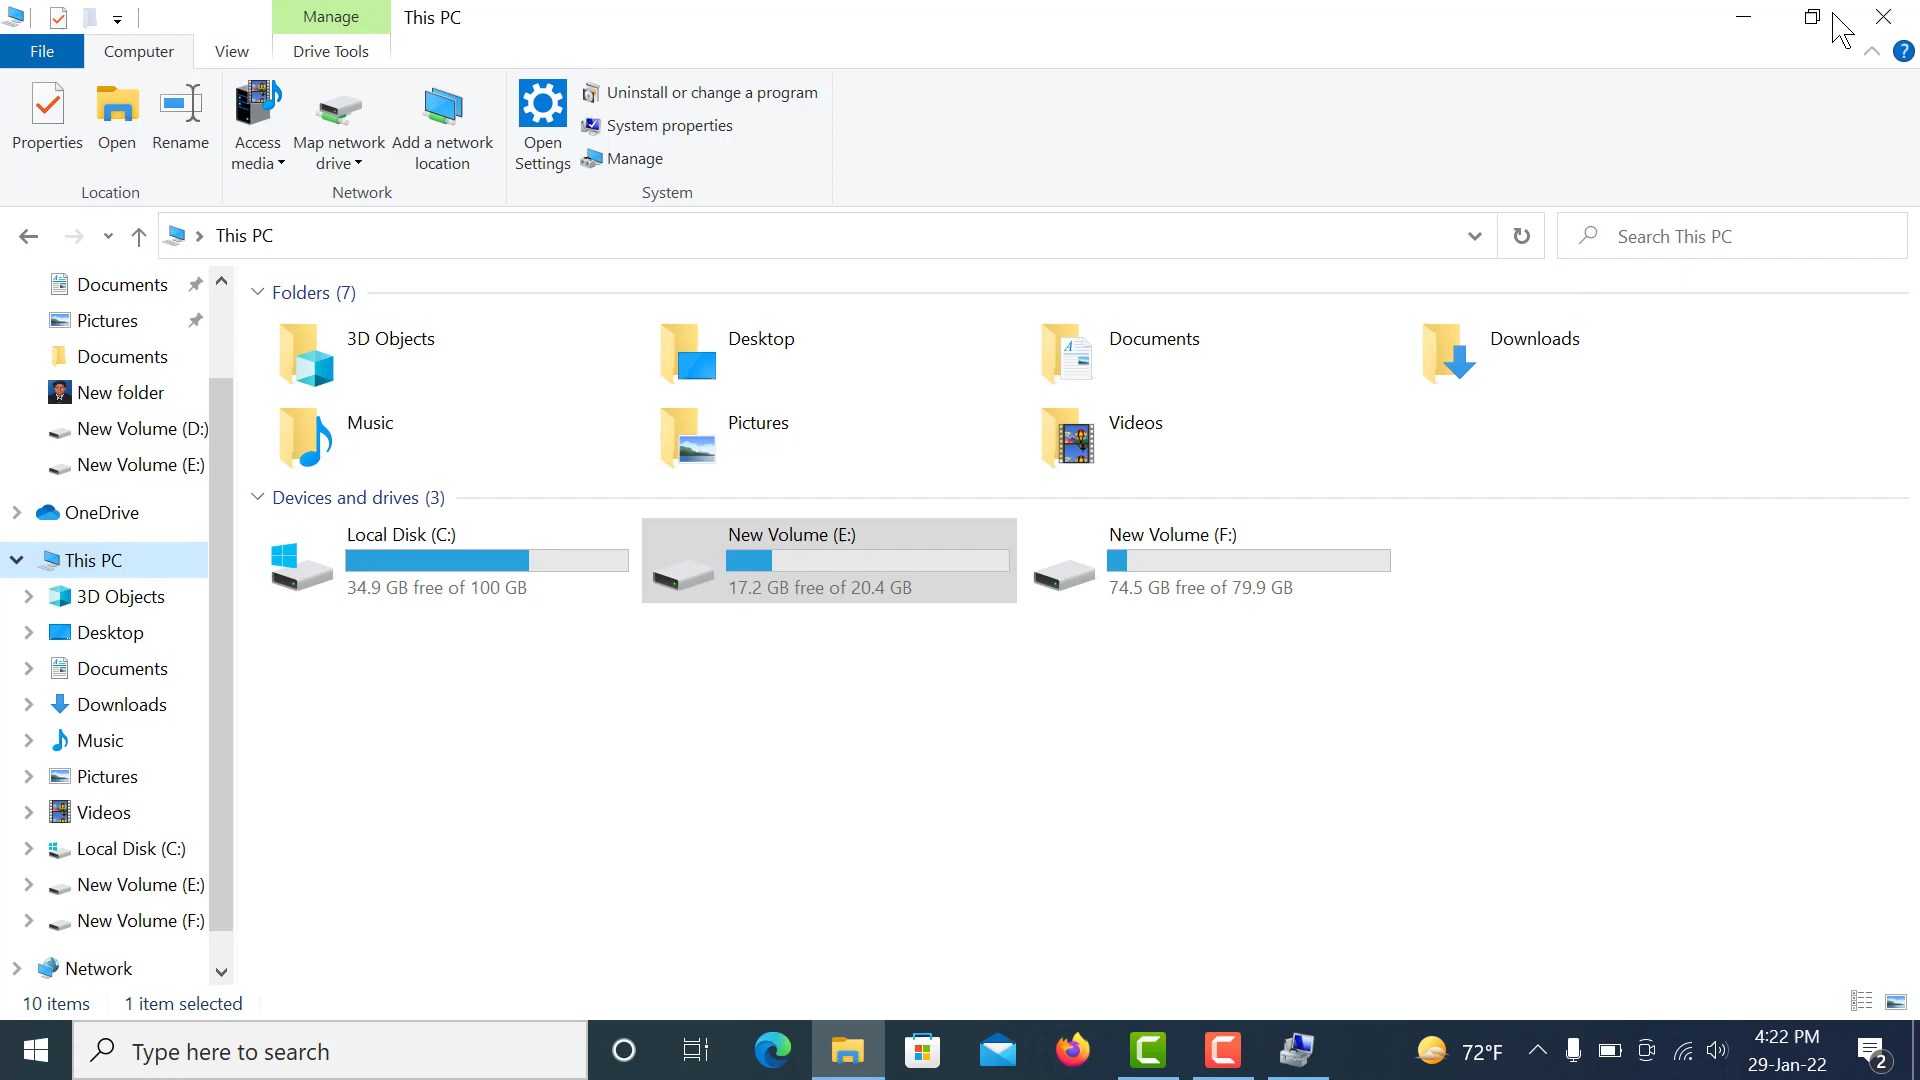 Manage
This PC
File
Computer
View
Drive Tools
Properties
Open
Rename
Access media
Map network drive
Add a network location
Open Settings
Uninstall or change a program
System properties
Manage
Location
Network
System
This PC
Search This PC
Documents
Pictures
Documents
New folder
New Volume (D:)
New Volume (E:)
OneDrive
This PC
3D Objects
Desktop
Documents
Downloads
Music
Pictures
Videos
Local Disk (C:)
New Volume (E:)
New Volume (F:)
Network
Folders (7)
3D Objects
Desktop
Documents
Downloads
Music
Pictures
Videos
Devices and drives (3)
Local Disk (C:)
34.9 GB free of 100 GB
New Volume (E:)
17.2 GB free of 20.4 GB
New Volume (F:)
74.5 GB free of 79.9 GB
10 items
1 item selected
Type here to search
72°F
4:22 PM
29-Jan-22
2